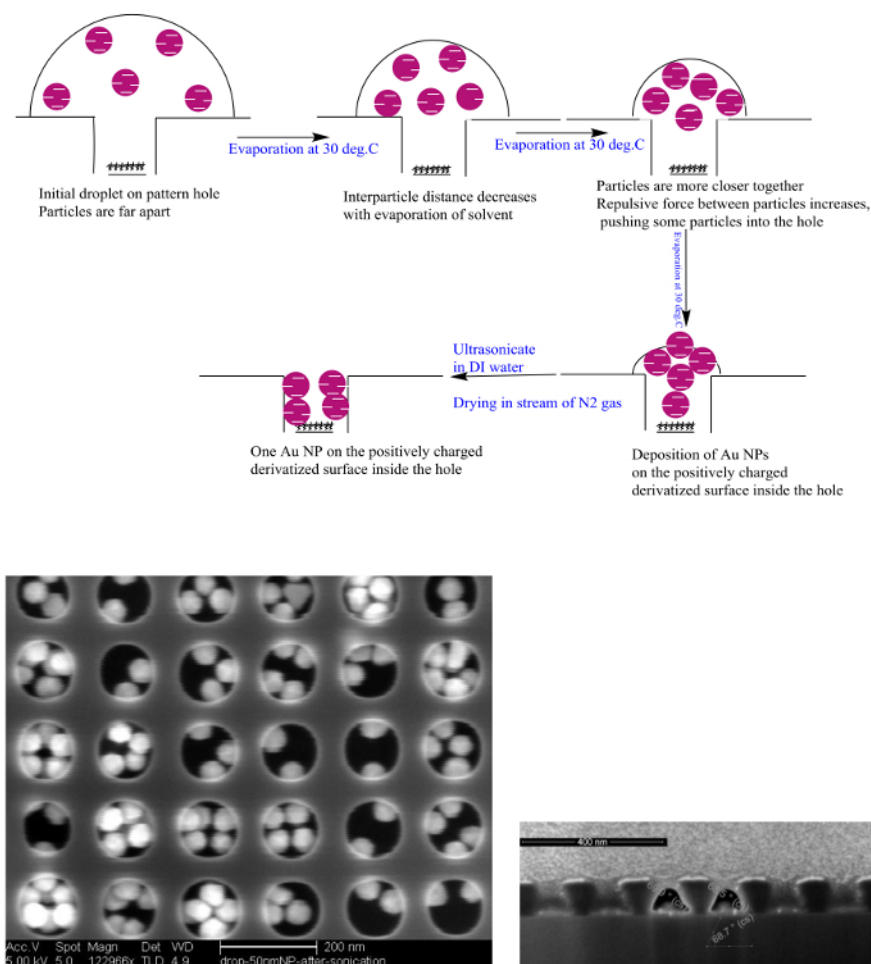 Evaporation at 30 deg.C
Evaporation at 30 deg.C
Initial droplet on pattern hole
Particles are far apart
Interparticle distance decreases
with evaporation of solvent
Particles are more closer together
Repulsive force between particles increases,
pushing some particles into the hole
Evaporation at 30 deg.C
Ultrasonicate
in DI water
Drying in stream of N2 gas
One Au NP on the positively charged
derivatized surface inside the hole
Deposition of Au NPs
on the positively charged
derivatized surface inside the hole
400 nm
68.7 ° (cs)
Acc.V Spot Magn Det WD 200 nm
5.00 kV 5.0 122966x TLD 4.9 drop-50nmNP-after-sonication